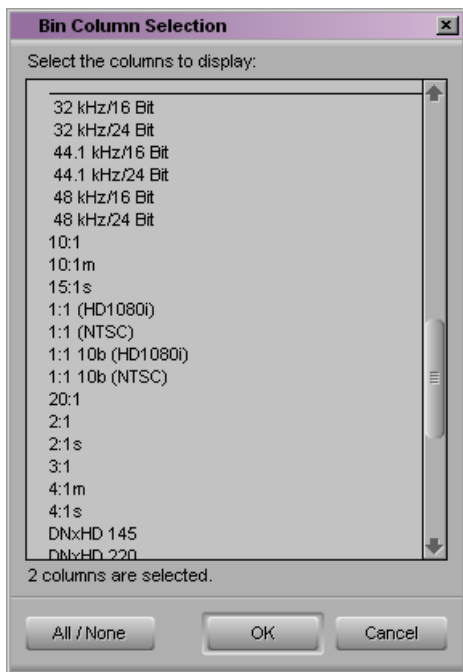 Bin Column Selection
Select the columns to display:
32 kHz/16 Bit
32 kHz/24 Bit
44.1 kHz/16 Bit
44.1 kHz/24 Bit
48 kHz/16 Bit
48 kHz/24 Bit
10:1
10:1m
15:1s
1:1 (HD1080i)
1:1 (NTSC)
1:1 10b (HD1080i)
1:1 10b (NTSC)
20:1
2:1
2:1s
3:1
4:1m
4:1s
DNxHD 145
DNxHD 220
2 columns are selected.
All / None
OK
Cancel